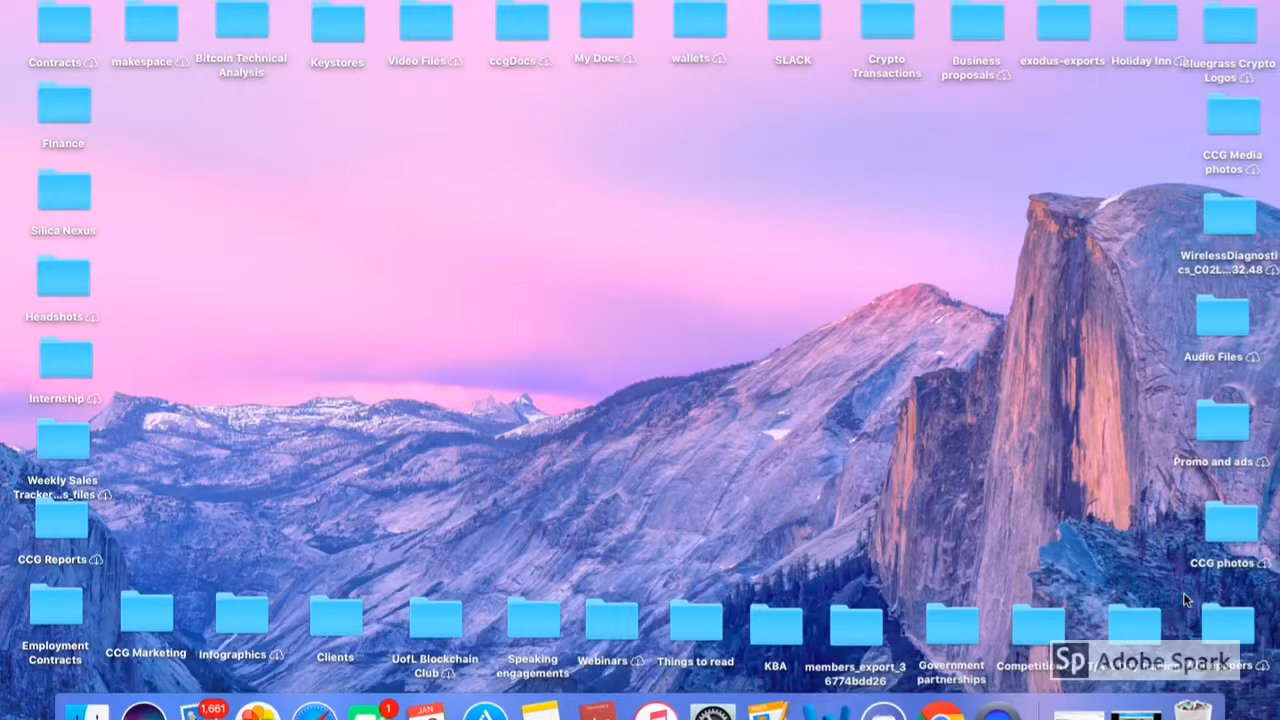 Contracts
makespace
Bitcoin Technical
Analysis
Keystores
Video Files
ccgDocs
My Docs
wallets
SLACK
Crypto
Transactions
Business
proposals
exodus-exports
Holiday Inn
Bluegrass Crypto
Logos
FInance
CCG Media
photos
Silica Nexus
WirelessDiagnosti
cs_C02L...32.48
Headshots
Audio Files
Internship
Promo and ads
Weekly Sales
Tracker...s_files
CCG Reports
CCG photos
Employment
Contracts
CCG Marketing
Infographics
Clients
UofL Blockchain
Club
Speaking
engagements
Webinars
Things to read
KBA
members_export_3
6774bdd26
Government
partnerships
Sp Adobe Spark
1,661
1
JAN